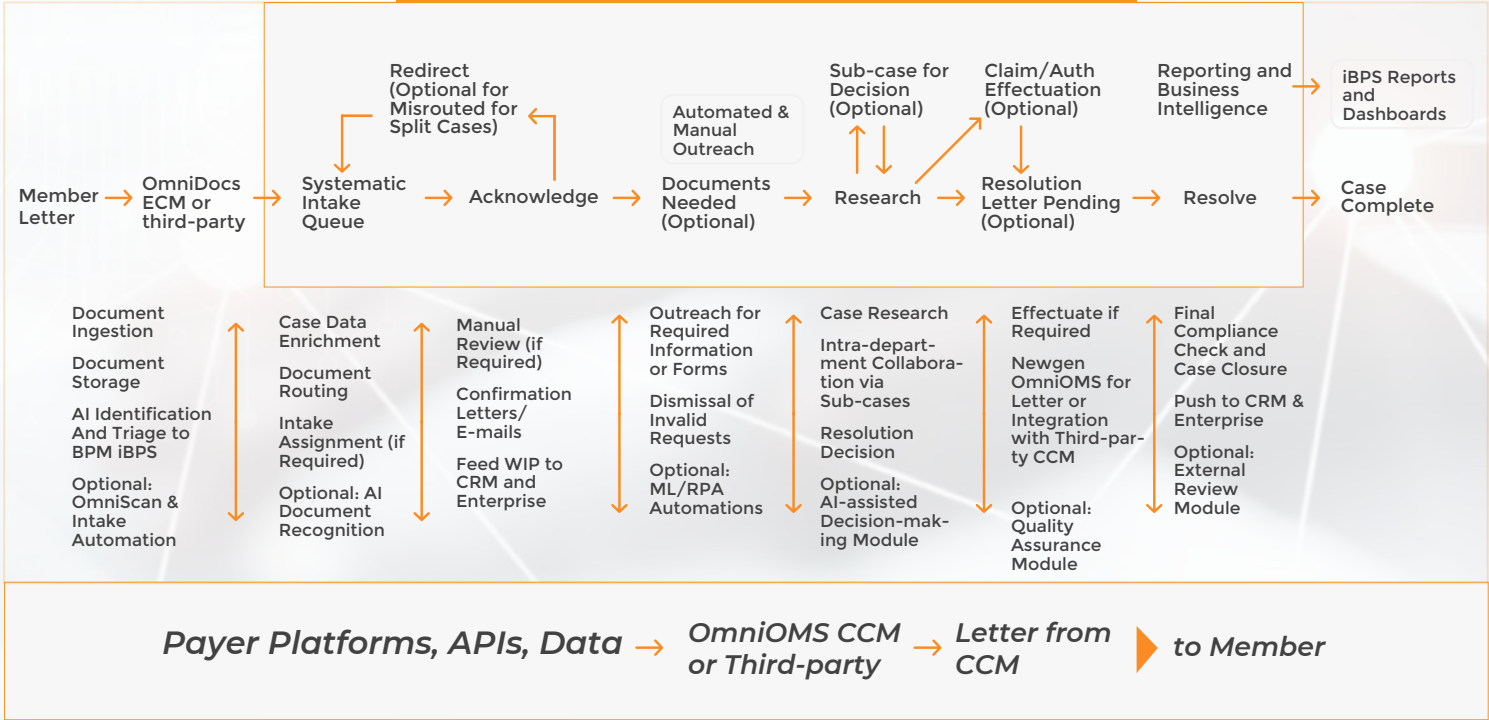 Redirect
(Optional for
Misrouted for
Split Cases)
Automated &
Manual
Outreach
Sub-case for
Decision
(Optional)
Claim/Auth
Effectuation
(Optional)
Reporting and
Business
Intelligence
iBPS Reports
and
Dashboards
Member
Letter
OmniDocs
ECM or
third-party
Systematic
Intake
Queue
Acknowledge
Documents
Needed
(Optional)
Research
Resolution
Letter Pending
(Optional)
Resolve
Case
Complete
Document
Ingestion
Document
Storage
AI Identification
And Triage to
BPM iBPS
Optional:
OmniScan &
Intake
Automation
Case Data
Enrichment
Document
Routing
Intake
Assignment (if
Required)
Optional: AI
Document
Recognition
Manual
Review (if
Required)
Confirmation
Letters/
E-mails
Feed WIP to
CRM and
Enterprise
Outreach for
Required
Information
or Forms
Dismissal of
Invalid
Requests
Optional:
ML/RPA
Automations
Case Research
Intra-depart-
ment Collabora-
tion via
Sub-cases
Resolution
Decision
Optional:
AI-assisted
Decision-mak-
ing Module
Effectuate if
Required
Newgen
OmniOMS for
Letter or
Integration
with Third-par-
ty CCM
Optional:
Quality
Assurance
Module
Final
Compliance
Check and
Case Closure
Push to CRM &
Enterprise
Optional:
External
Review
Module
Payer Platforms, APIs, Data
OmniOMS CCM
or Third-party
Letter from
CCM
to Member